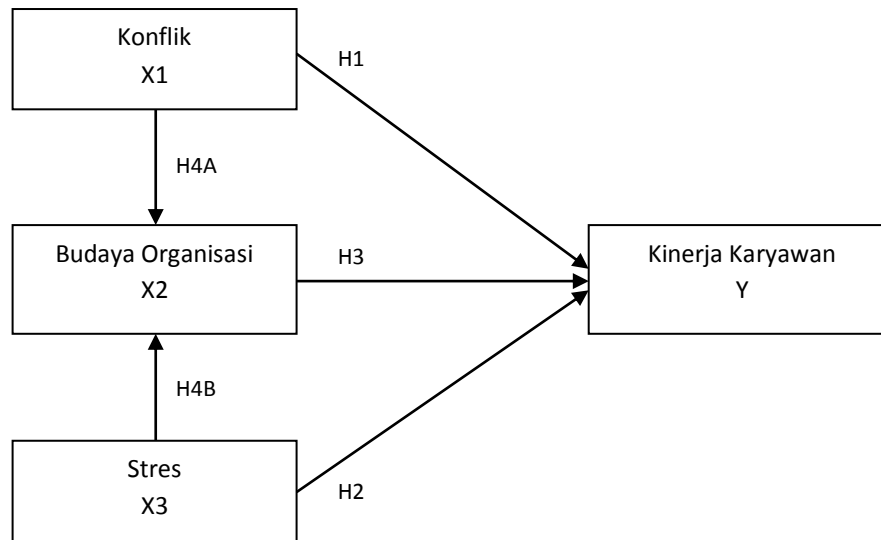 Konflik
X1
H1
H4A
Budaya Organisasi
X2
H3
Kinerja Karyawan
Y
H4B
Stres
X3
H2